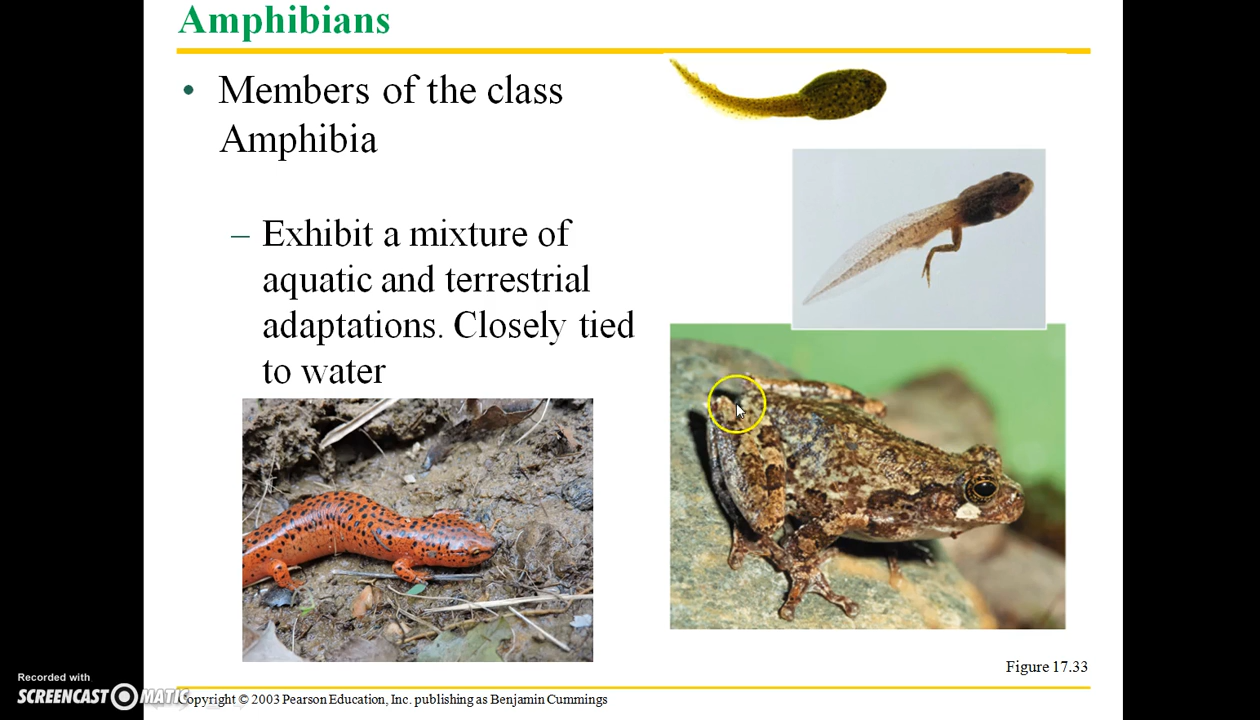 Amphibians
• Members of the class
Amphibia
– Exhibit a mixture of
aquatic and terrestrial
adaptations. Closely tied
to water
Figure 17.33
Recorded with
SCREENCAST MATIC
Copyright © 2003 Pearson Education, Inc. publishing as Benjamin Cummings